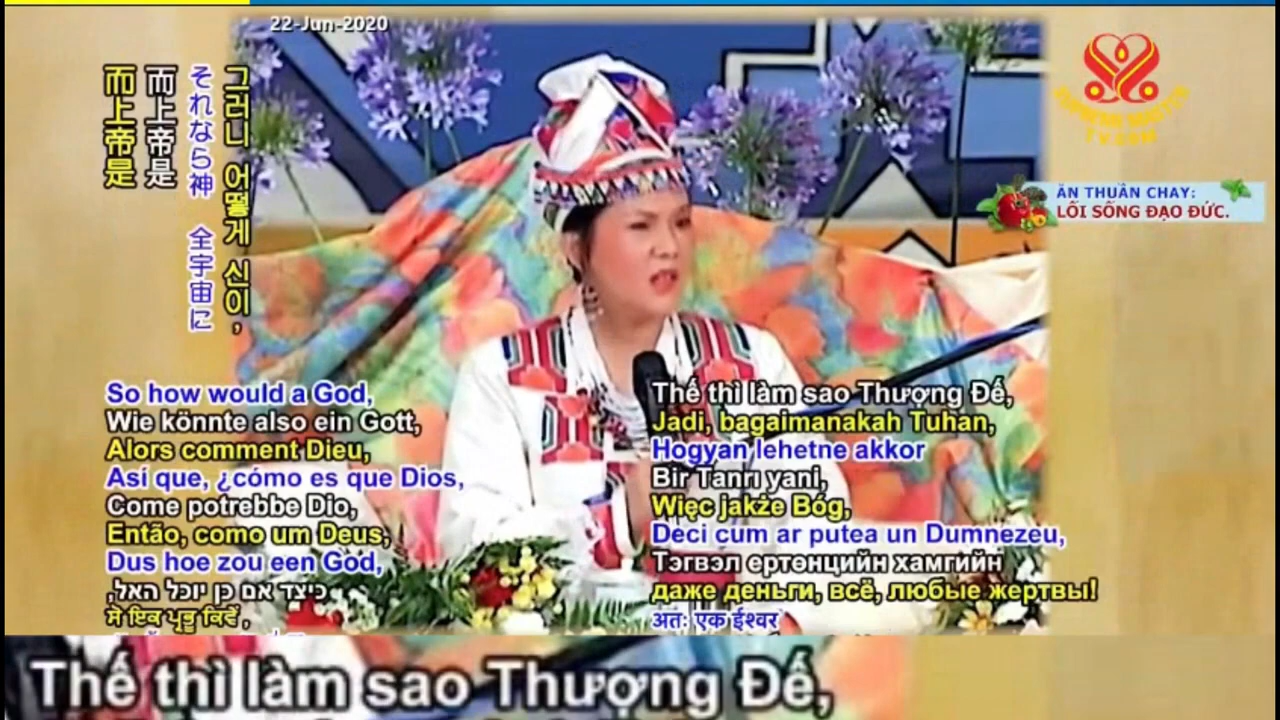 22-Jun-2020
SUPREME MASTER
TV.COM
ĂN THUẦN CHAY:
LỐI SỐNG ĐẠO ĐỨC.
그러니 어떻게 신이,
それなら神 全宇宙に
而上帝是
而上帝是
So how would a God,
Wie könnte also ein Gott,
Alors comment Dieu,
Así que, ¿cómo es que Dios,
Come potrebbe Dio,
Então, como um Deus,
Dus hoe zou een God,
כיצד אם כן יוכל האל,
ਸੋ ਇਕ ਪ੍ਰਭੂ ਕਿਵੇਂ,
Thế thì làm sao Thượng Đế,
Jadi, bagaimanakah Tuhan,
Hogyan lehetne akkor
Bir Tanrı yani,
Więc jakże Bóg,
Deci cum ar putea un Dumnezeu,
Тэгвэл ертөнцийн хамгийн
даже деньги, всё, любые жертвы!
अतः एक ईश्वर
Thế thì làm sao Thượng Đế,